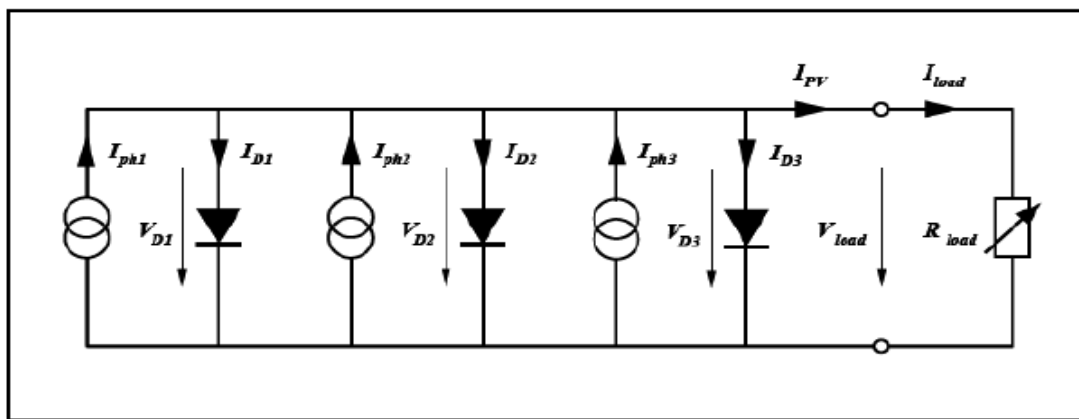 I_PV I_load
I_ph1 I_D1 I_ph2 I_D2 I_ph3 I_D3
V_D1 V_D2 V_D3 V_load R_load